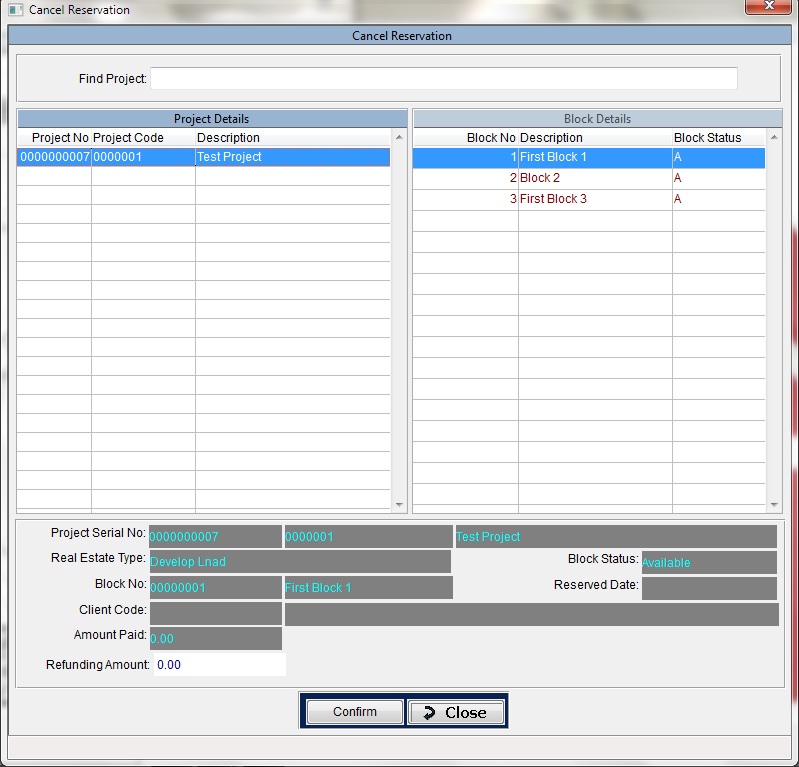 Cancel Reservation
Cancel Reservation
Find Project:
Project Details
Project No Project Code Description
0000000007 0000001 Test Project
Block Details
Block No Description Block Status
1 First Block 1 A
2 Block 2 A
3 First Block 3 A
Project Serial No: 0000000007 0000001 Test Project
Real Estate Type: Develop Lnad Block Status: Available
Block No: 00000001 First Block 1 Reserved Date:
Client Code:
Amount Paid: 0.00
Refunding Amount: 0.00
Confirm Close